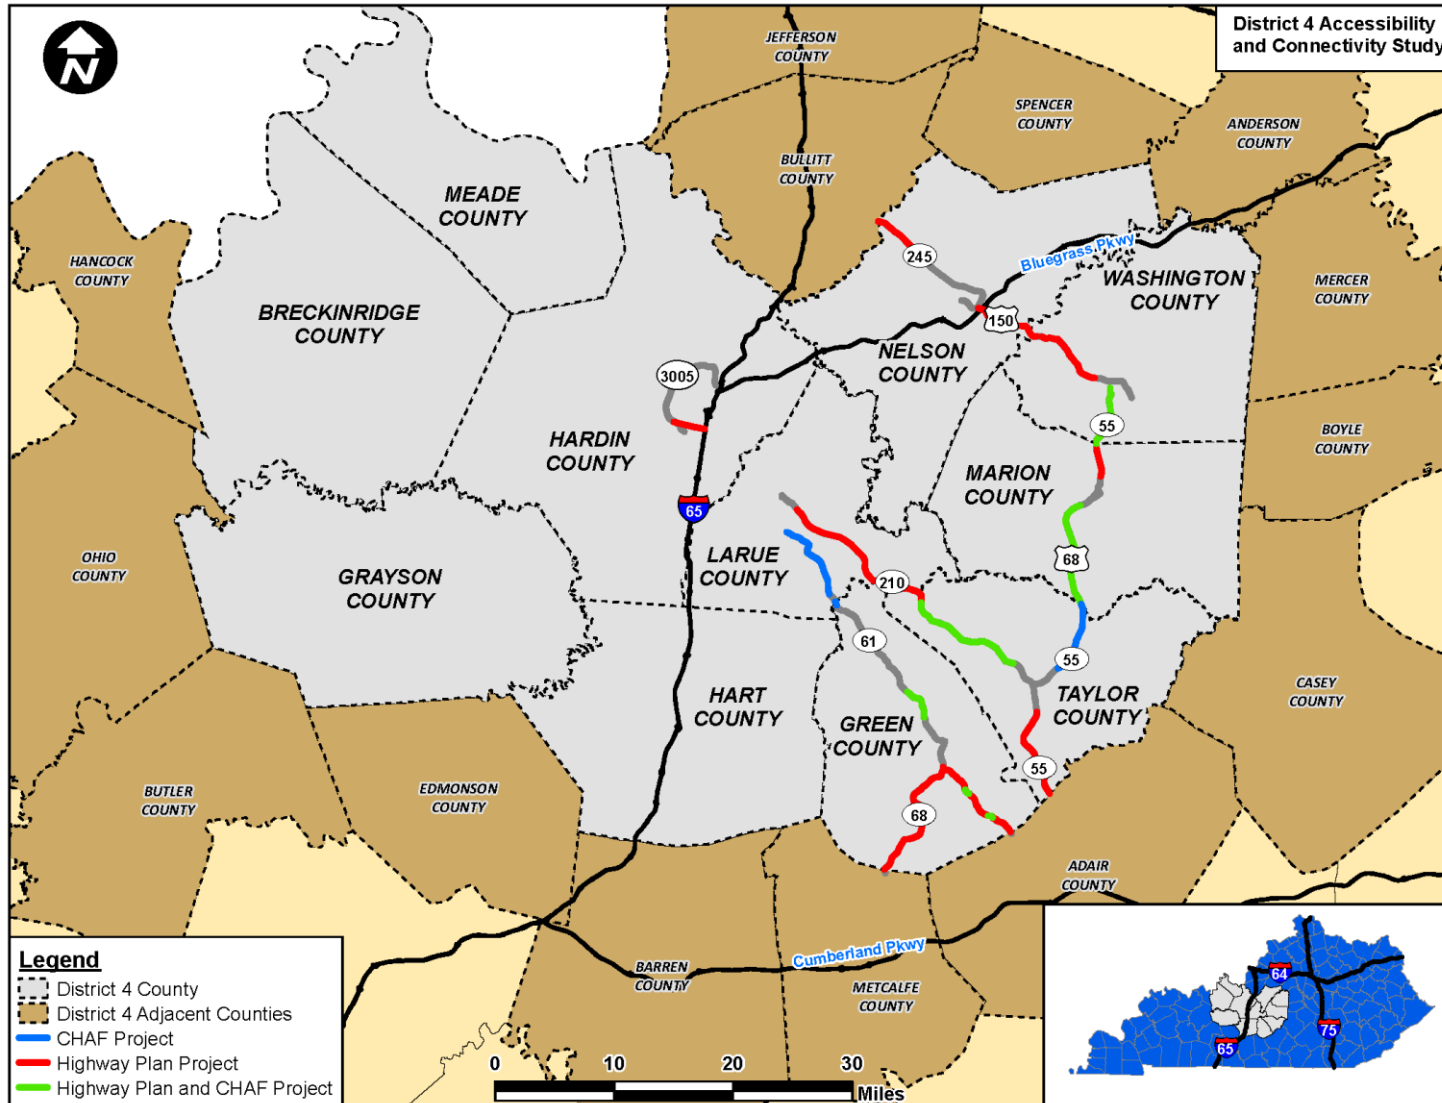 District 4 Accessibility
and Connectivity Study
N
JEFFERSON
COUNTY
SPENCER
COUNTY
ANDERSON
COUNTY
BULLITT
COUNTY
MEADE
COUNTY
HANCOCK
COUNTY
245
Bluegrass Pkwy
WASHINGTON
COUNTY
MERCER
COUNTY
BRECKINRIDGE
COUNTY
150
NELSON
COUNTY
3005
55
BOYLE
COUNTY
HARDIN
COUNTY
MARION
COUNTY
65
OHIO
COUNTY
LARUE
COUNTY
68
GRAYSON
COUNTY
210
61
55
CASEY
COUNTY
HART
COUNTY
TAYLOR
COUNTY
GREEN
COUNTY
55
BUTLER
COUNTY
EDMONSON
COUNTY
68
ADAIR
COUNTY
Cumberland Pkwy
BARREN
COUNTY
METCALFE
COUNTY
Legend
District 4 County
District 4 Adjacent Counties
CHAF Project
Highway Plan Project
Highway Plan and CHAF Project
0 10 20 30
Miles
64
75
65